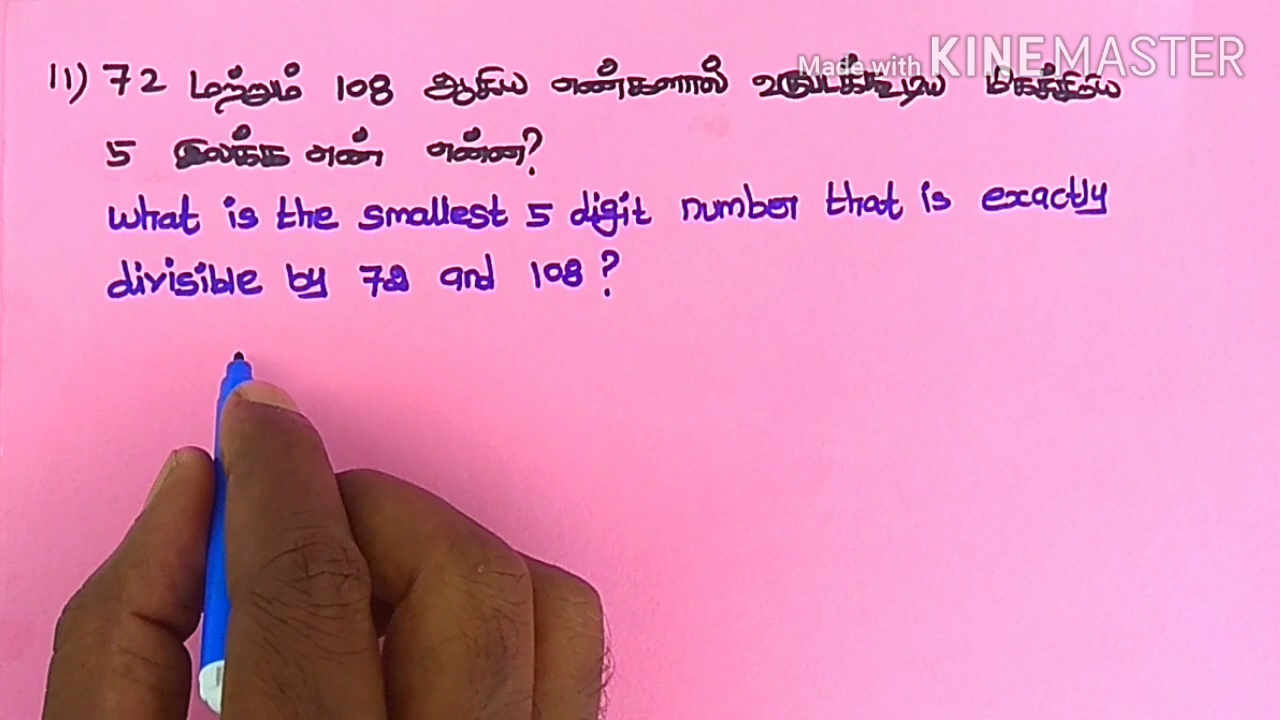 Made with KINEMASTER
11) 72 மற்றும் 108 ஆகிய எண்களால் வகுபடக்கூடிய மிகச்சிறிய
5 இலக்க எண் என்ன?
What is the smallest 5 digit number that is exactly
divisible by 72 and 108 ?